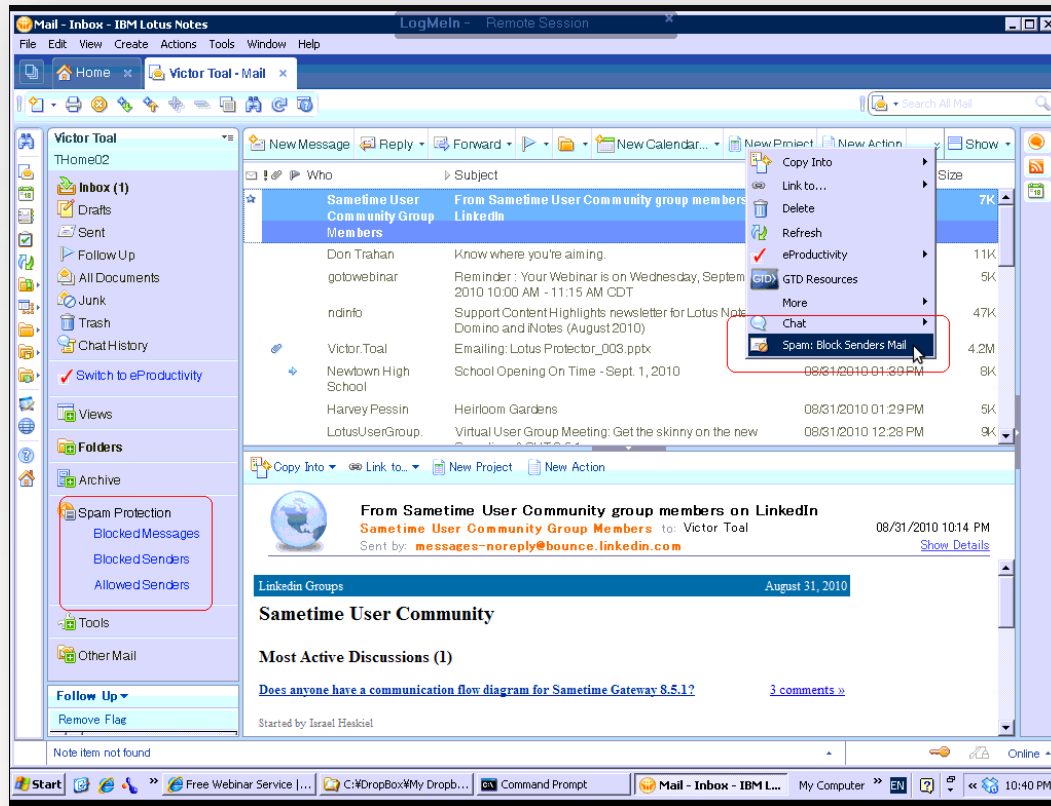 Mail - Inbox - IBM Lotus Notes
LogMeIn - Remote Session
File Edit View Create Actions Tools Window Help
Home
Victor Toal - Mail
Search All Mail
Victor Toal
THome02
Inbox (1)
Drafts
Sent
Follow Up
All Documents
Junk
Trash
Chat History
Switch to eProductivity
Views
Folders
Archive
Spam Protection
Blocked Messages
Blocked Senders
Allowed Senders
Tools
Other Mail
Follow Up
Remove Flag
New Message Reply Forward New Calendar... New Project New Action Show
Who Subject Size
Sametime User Community Group Members
From Sametime User Community group members LinkedIn
7K
Don Trahan Know where you're aiming. 11K
gotowebinar Reminder : Your Webinar is on Wednesday, Septem 5K
2010 10:00 AM - 11:15 AM CDT
ndinfo Support Content Highlights newsletter for Lotus Note 47K
Domino and iNotes (August 2010)
Victor.Toal Emailing: Lotus Protector_003.pptx 4.2M
Newtown High School School Opening On Time - Sept. 1, 2010 08/31/2010 01:39 PM 8K
Harvey Pessin Heirloom Gardens 08/31/2010 01:29 PM 5K
LotusUserGroup. Virtual User Group Meeting: Get the skinny on the new 08/31/2010 12:28 PM 9K
Copy Into
Link to...
Delete
Refresh
eProductivity
GTD GTD Resources
More
Chat
Spam: Block Senders Mail
Copy Into Link to... New Project New Action
From Sametime User Community group members on LinkedIn
Sametime User Community Group Members to: Victor Toal 08/31/2010 10:14 PM
Sent by: messages-noreply@bounce.linkedin.com Show Details
Linkedin Groups August 31, 2010
Sametime User Community
Most Active Discussions (1)
Does anyone have a communication flow diagram for Sametime Gateway 8.5.1? 3 comments »
Started by Israel Heskiel
Note item not found
Online
Start » Free Webinar Service |... C:¥DropBox¥My Dropb... Command Prompt Mail - Inbox - IBM L... My Computer » EN « 10:40 PM